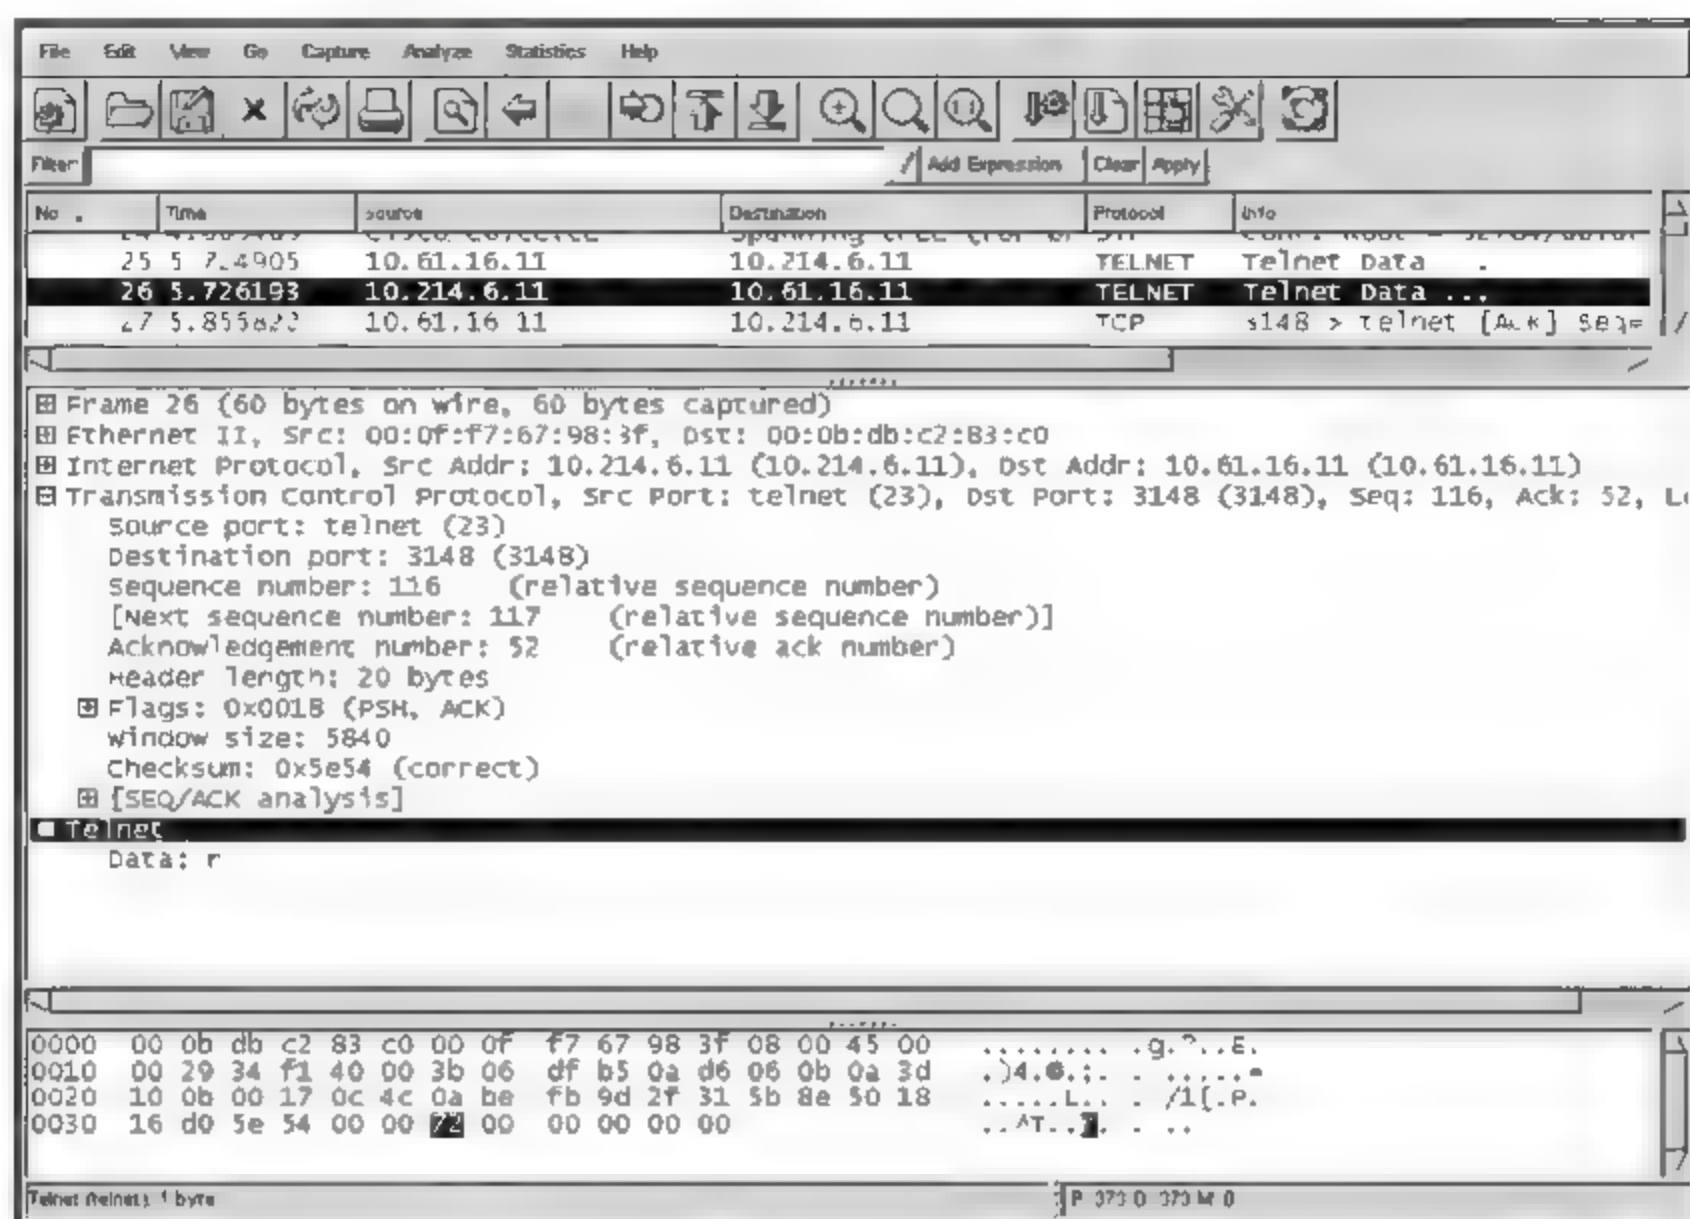 File Edit View Go Capture Analyze Statistics Help
Filter: Add Expression Clear Apply
No . Time Source Destination Protocol Info
25 10.61.16.11 10.214.6.11 TELNET Telnet Data
26 5.726193 10.214.6.11 10.61.16.11 TELNET Telnet Data ...
27 10.61.16 11 10.214.6.11 TCP > telnet [Ack] Seq=
Frame 26 (60 bytes on wire, 60 bytes captured)
Ethernet II, Src: 00:0f:f7:67:98:3f, Dst: 00:0b:db:c2:83:c0
Internet Protocol, Src Addr: 10.214.6.11 (10.214.6.11), Dst Addr: 10.61.16.11 (10.61.16.11)
Transmission Control Protocol, Src Port: telnet (23), Dst Port: 3148 (3148), Seq: 116, Ack: 52,
Source port: telnet (23)
Destination port: 3148 (3148)
Sequence number: 116 (relative sequence number)
[Next sequence number: 117 (relative sequence number)]
Acknowledgement number: 52 (relative ack number)
Header length: 20 bytes
Flags: 0x0018 (PSH, ACK)
window size: 5840
Checksum: 0x5e54 (correct)
[SEQ/ACK analysis]
Telnet
Data: r
0000 00 0b db c2 83 c0 00 0f f7 67 98 3f 08 00 45 00 ........ .g.^..E.
0010 00 29 34 f1 40 00 3b 06 df b5 0a d6 06 0b 0a 3d .)4.@.;. . .....=
0020 10 0b 00 17 0c 4c 0a be fb 9d 2f 31 5b 8e 50 18 .....L.. . /1[.P.
0030 16 d0 5e 54 00 00 72 00 00 00 00 00 ..^T..
Telnet (telnet), 1 byte